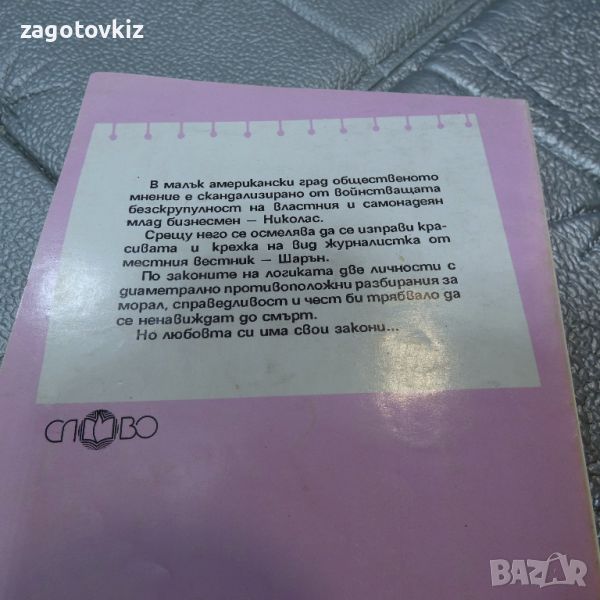 zagotovkiz
В малък американски град общественото
мнение е скандализирано от войнстващата
безскрупулност на властния и самонадеян
млад бизнесмен – Николас.
Срещу него се осмелява да се изправи кра-
сивата и крехка на вид журналистка от
местния вестник – Шарън.
По законите на логиката две личности с
диаметрално противоположни разбирания за
морал, справедливост и чест би трябвало да
се ненавиждат до смърт.
Но любовта си има свои закони...
СЛОВО
BAZAR